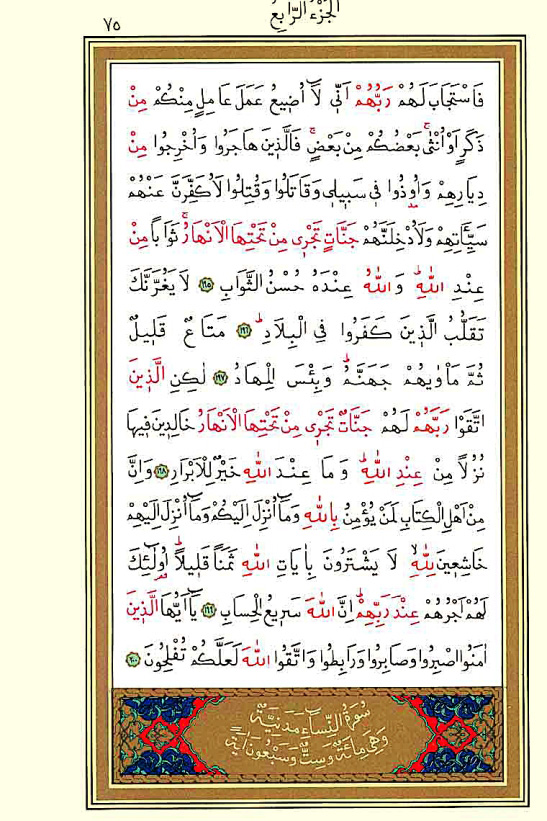 الجزء الرابع
٧٥
فَاسْتَجَابَ لَهُمْ رَبُّهُمْ اَنّ۪ي لَٓا اُض۪يعُ عَمَلَ عَامِلٍ مِنْكُمْ مِنْ
ذَكَرٍ اَوْ اُنْثٰىۚ بَعْضُكُمْ مِنْ بَعْضٍۚ فَالَّذ۪ينَ هَاجَرُوا وَاُخْرِجُوا مِنْ
دِيَارِهِمْ وَاُو۫ذُوا ف۪ي سَب۪يل۪ي وَقَاتَلُوا وَقُتِلُوا لَاُكَفِّرَنَّ عَنْهُمْ
سَيِّـَٔاتِهِمْ وَلَاُدْخِلَنَّهُمْ جَنَّاتٍ تَجْر۪ي مِنْ تَحْتِهَا الْاَنْهَارُۚ ثَوَابًا مِنْ
عِنْدِ اللّٰهِۜ وَاللّٰهُ عِنْدَهُ حُسْنُ الثَّوَابِ ﴿١٩٥﴾ لَا يَغُرَّنَّكَ
تَقَلُّبُ الَّذ۪ينَ كَفَرُوا فِي الْبِلَادِۜ ﴿١٩٦﴾ مَتَاعٌ قَل۪يلٌ
ثُمَّ مَأْوٰيهُمْ جَهَنَّمُۜ وَبِئْسَ الْمِهَادُ ﴿١٩٧﴾ لٰكِنِ الَّذ۪ينَ
اتَّقَوْا رَبَّهُمْ لَهُمْ جَنَّاتٌ تَجْر۪ي مِنْ تَحْتِهَا الْاَنْهَارُ خَالِد۪ينَ ف۪يهَا
نُزُلًا مِنْ عِنْدِ اللّٰهِۜ وَمَا عِنْدَ اللّٰهِ خَيْرٌ لِلْاَبْرَارِ ﴿١٩٨﴾ وَاِنَّ
مِنْ اَهْلِ الْكِتَابِ لَمَنْ يُؤْمِنُ بِاللّٰهِ وَمَٓا اُنْزِلَ اِلَيْكُمْ وَمَٓا اُنْزِلَ اِلَيْهِمْ
خَاشِع۪ينَ لِلّٰهِۙ لَا يَشْتَرُونَ بِاٰيَاتِ اللّٰهِ ثَمَنًا قَل۪يلًاۜ اُو۬لٰٓئِكَ
لَهُمْ اَجْرُهُمْ عِنْدَ رَبِّهِمْۜ اِنَّ اللّٰهَ سَر۪يعُ الْحِسَابِ ﴿١٩٩﴾ يَٓا اَيُّهَا الَّذ۪ينَ
اٰمَنُوا اصْبِرُوا وَصَابِرُوا وَرَابِطُوا وَاتَّقُوا اللّٰهَ لَعَلَّكُمْ تُفْلِحُونَ ﴿٢٠٠﴾
سُورَةُ النِّسَاءِ مَدَنِيَّةٌ
وَهِيَ مِائَةٌ وَسِتٌّ وَسَبْعُونَ اٰيَةً